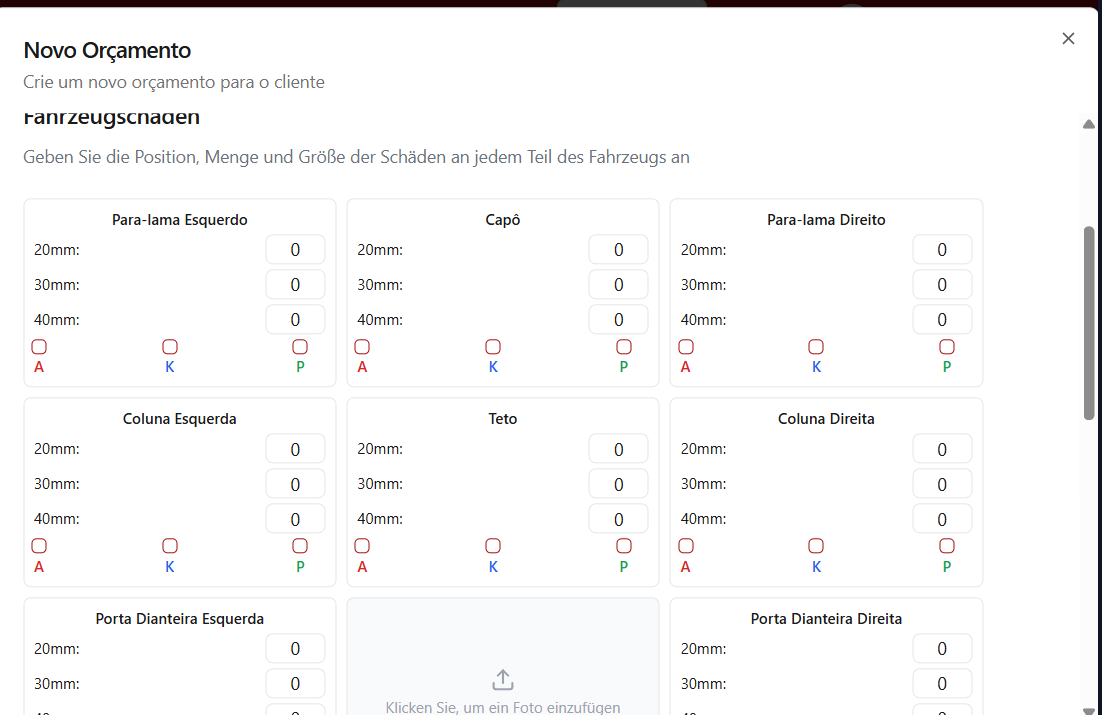 Novo Orçamento
Crie um novo orçamento para o cliente
Fahrzeugschäden
Geben Sie die Position, Menge und Größe der Schäden an jedem Teil des Fahrzeugs an
Para-lama Esquerdo
20mm: 0
30mm: 0
40mm: 0
A K P
Capô
20mm: 0
30mm: 0
40mm: 0
A K P
Para-lama Direito
20mm: 0
30mm: 0
40mm: 0
A K P
Coluna Esquerda
20mm: 0
30mm: 0
40mm: 0
A K P
Teto
20mm: 0
30mm: 0
40mm: 0
A K P
Coluna Direita
20mm: 0
30mm: 0
40mm: 0
A K P
Porta Dianteira Esquerda
20mm: 0
30mm: 0
Klicken Sie, um ein Foto einzufügen
Porta Dianteira Direita
20mm: 0
30mm: 0